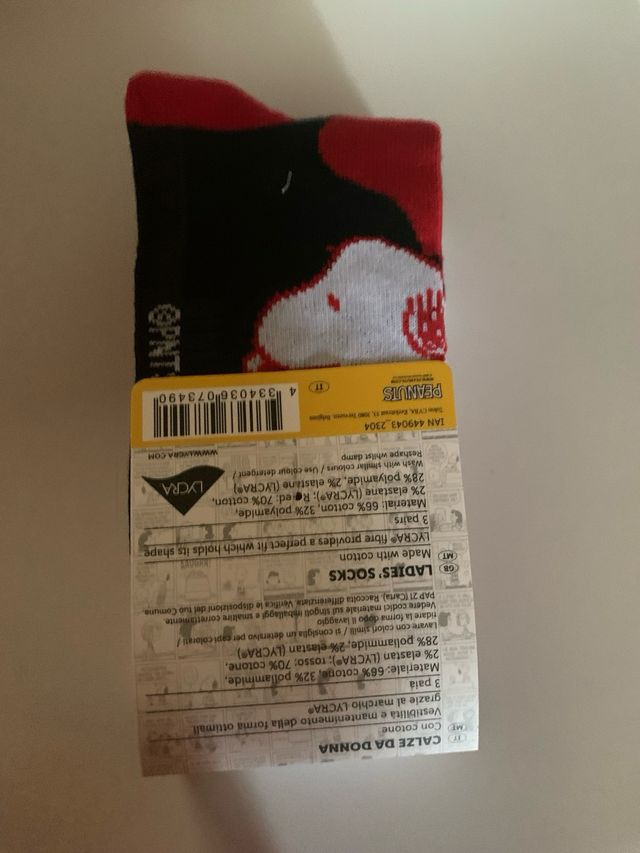 CALZE DA DONNA
IT
MT
Con cotone
Vestibilità e mantenimento della forma ottimali
grazie al marchio LYCRA®
3 paia
Materiale: 66% cotone, 32% poliammide,
2% elastan (LYCRA®); rosso: 70% cotone,
28% poliammide, 2% elastan (LYCRA®)
Lavare con colori simili / si consiglia un detersivo per capi colorati /
ridare la forma dopo il lavaggio
Vedere codici materiale sui singoli imballaggi e smaltire correttamente.
PAP 21 (Carta). Raccolta differenziata. Verifica le disposizioni del tuo Comune
GB
MT
LADIES' SOCKS
Made with cotton
LYCRA® fibre provides a perfect fit which holds its shape
3 pairs
Material: 66% cotton, 32% polyamide,
2% elastane (LYCRA®); Red: 70% cotton,
28% polyamide, 2% elastane (LYCRA®)
Wash with similar colours / Use colour detergent /
Reshape whilst damp
LYCRA
WWW.LYCRA.COM
IAN 449043_2304
PEANUTS
IT
4 334036 073490
©PNT